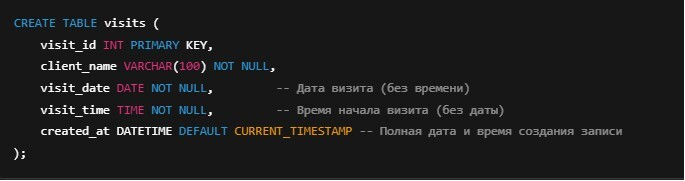 CREATE TABLE visits (
    visit_id INT PRIMARY KEY,
    client_name VARCHAR(100) NOT NULL,
    visit_date DATE NOT NULL,         -- Дата визита (без времени)
    visit_time TIME NOT NULL,         -- Время начала визита (без даты)
    created_at DATETIME DEFAULT CURRENT_TIMESTAMP -- Полная дата и время создания записи
);